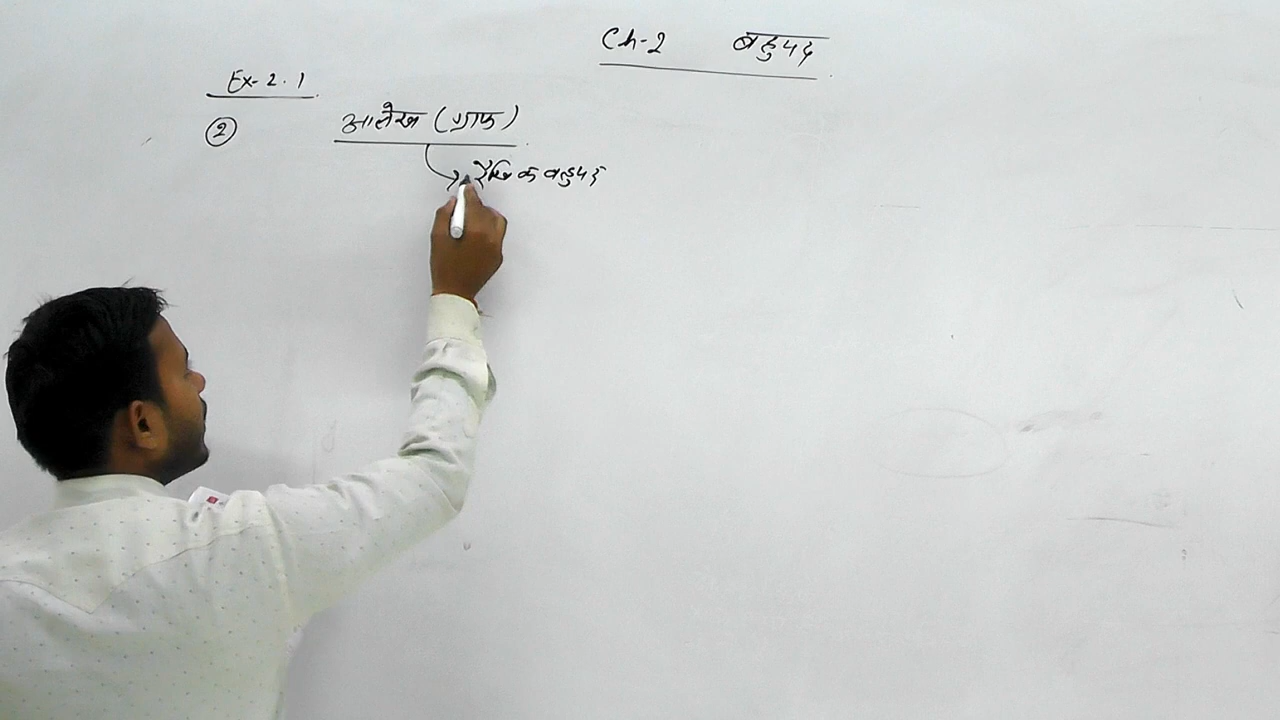 Ch-2 बहुपद
Ex-2.1
② आलेख (ग्राफ)
रैखिक बहुपद